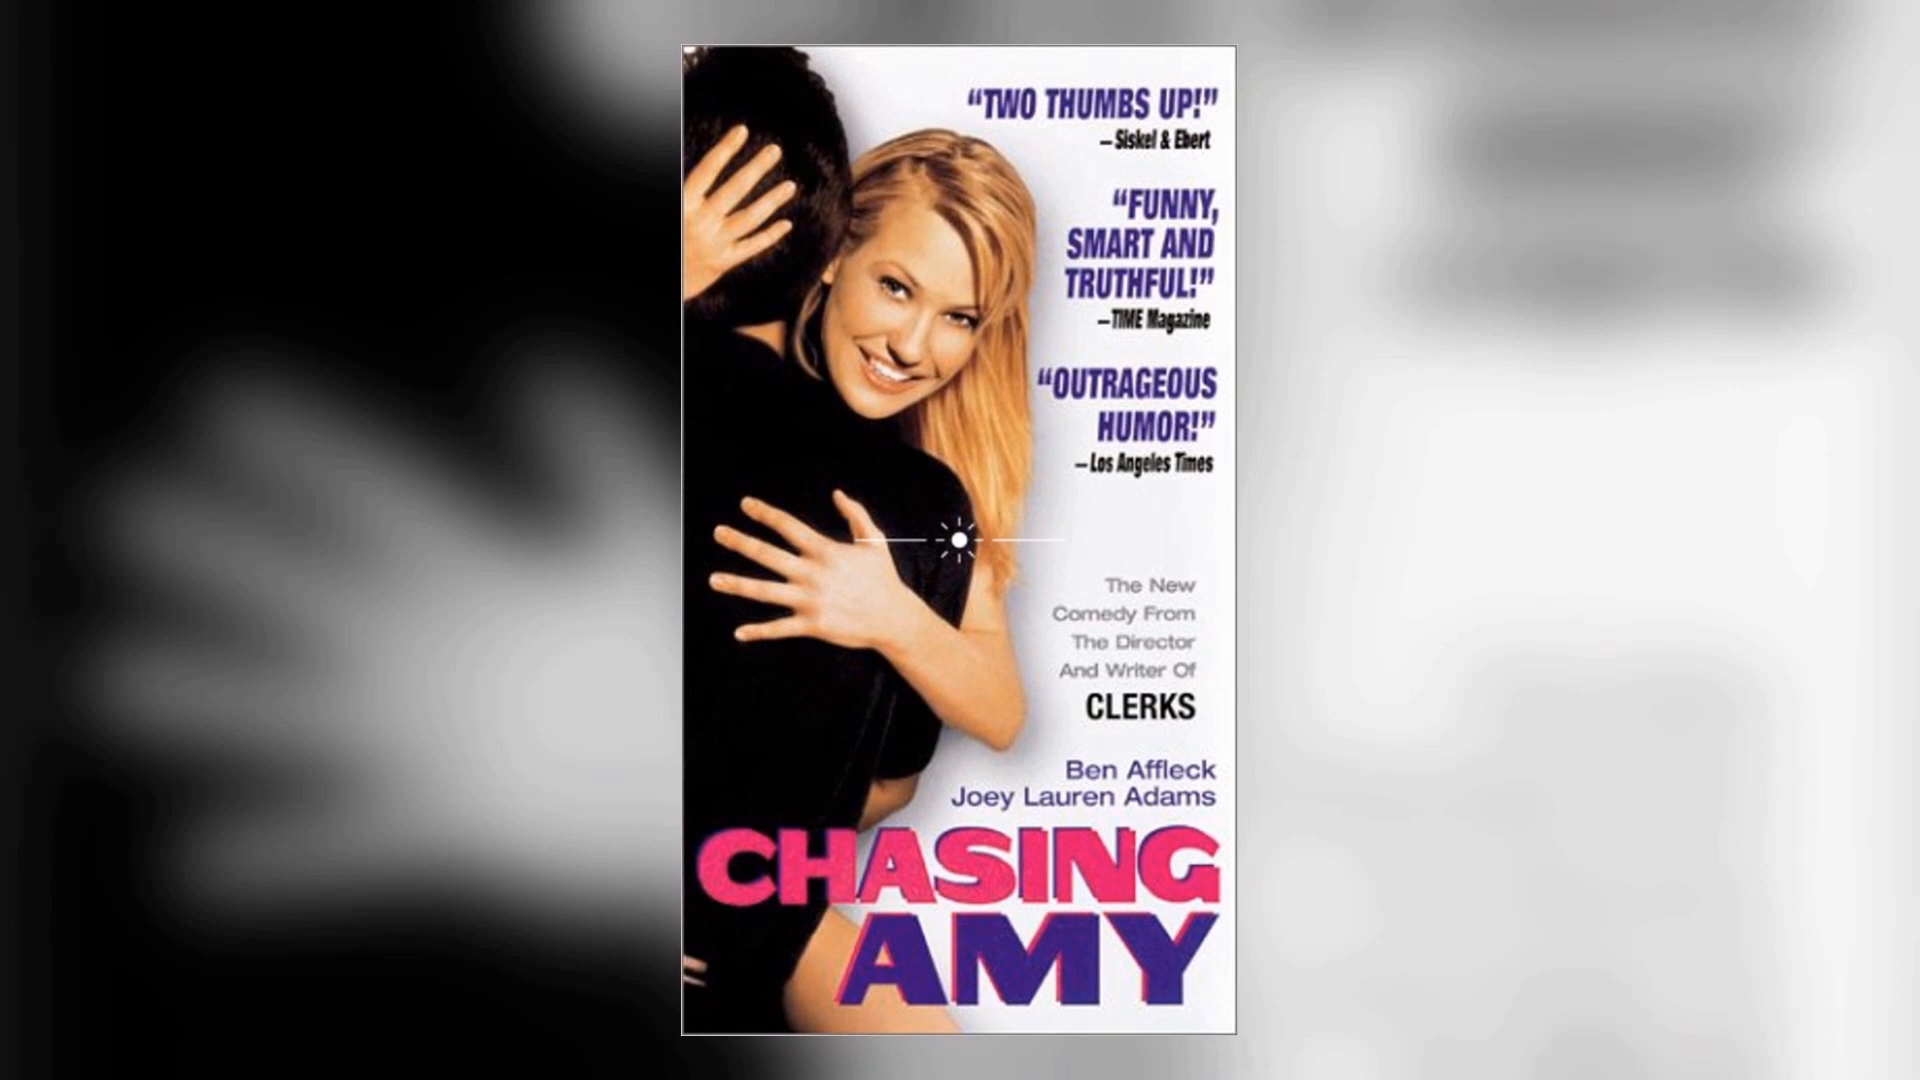 “TWO THUMBS UP!”
–Siskel & Ebert
“FUNNY,
SMART AND
TRUTHFUL!”
–TIME Magazine
“OUTRAGEOUS
HUMOR!”
–Los Angeles Times
The New
Comedy From
The Director
And Writer Of
CLERKS
Ben Affleck
Joey Lauren Adams
CHASING
AMY